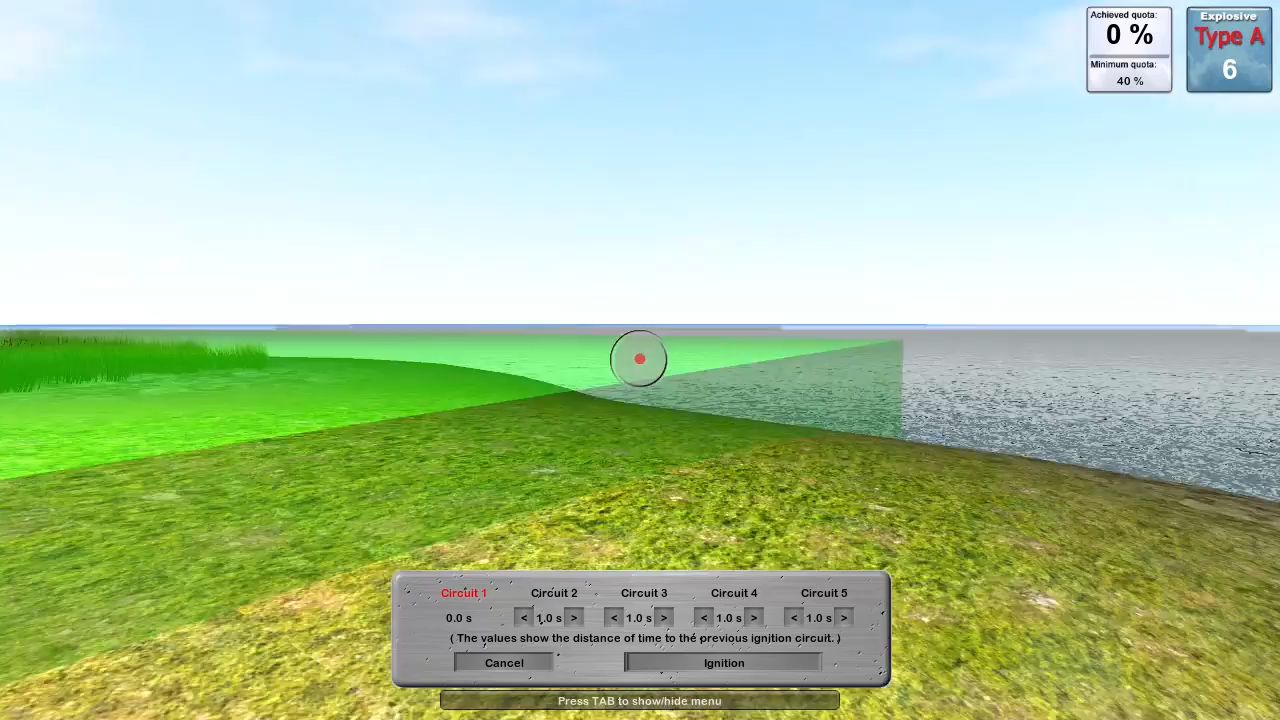 Achieved quota:
0 %
Minimum quota:
40 %
Explosive
Type A
6
Circuit 1 Circuit 2 Circuit 3 Circuit 4 Circuit 5
0.0 s < 1.0 s > < 1.0 s > < 1.0 s > < 1.0 s >
( The values show the distance of time to the previous ignition circuit. )
Cancel Ignition
Press TAB to show/hide menu